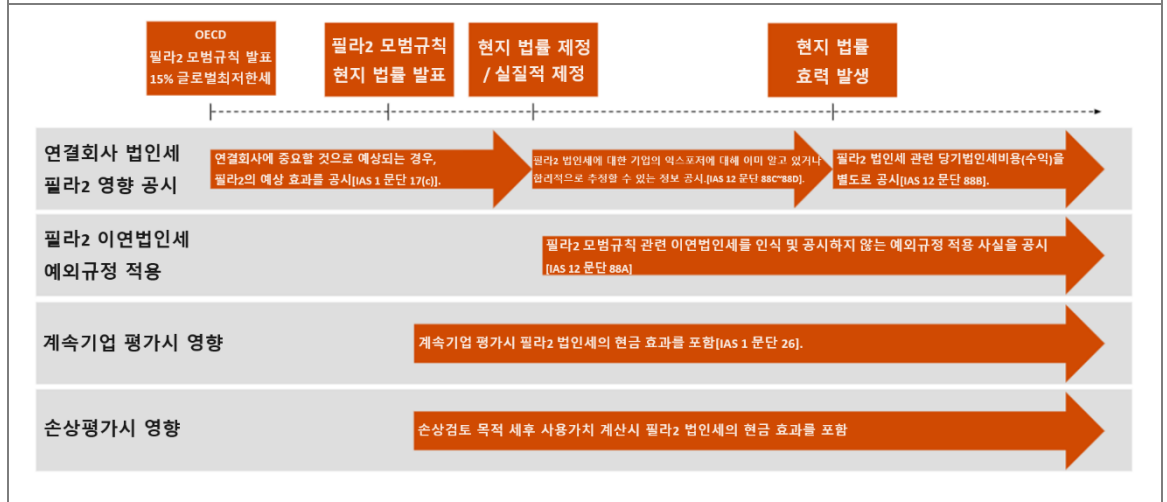 OECD
필라2 모범규칙 발표
15% 글로벌최저한세
필라2 모범규칙
현지 법률 발표
현지 법률 제정
/ 실질적 제정
현지 법률
효력 발생
연결회사 법인세
필라2 영향 공시
연결회사에 중요할 것으로 예상되는 경우,
필라2의 예상 효과를 공시[IAS 1 문단 17(c)].
필라2 법인세에 대한 기업의 익스포저에 대해 이미 알고 있거나
합리적으로 추정할 수 있는 정보 공시.[IAS 12 문단 88C~88D].
필라2 법인세 관련 당기법인세비용(수익)을
별도로 공시[IAS 12 문단 88B].
필라2 이연법인세
예외규정 적용
필라2 모범규칙 관련 이연법인세를 인식 및 공시하지 않는 예외규정 적용 사실을 공시
[IAS 12 문단 88A]
계속기업 평가시 영향
계속기업 평가시 필라2 법인세의 현금 효과를 포함[IAS 1 문단 26].
손상평가시 영향
손상검토 목적 세후 사용가치 계산시 필라2 법인세의 현금 효과를 포함